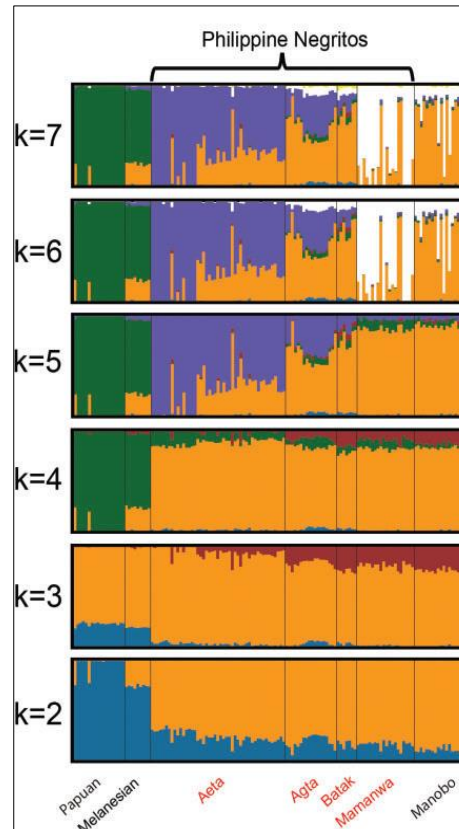 Philippine Negritos
k=7
k=6
k=5
k=4
k=3
k=2
Papuan
Melanesian
Aeta
Agta
Batak
Mamanwa
Manobo